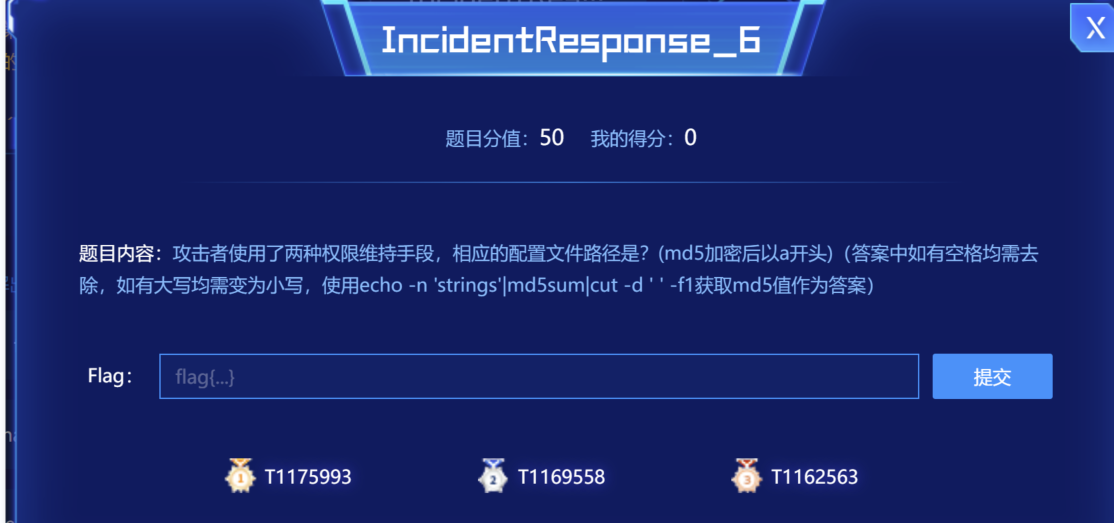 IncidentResponse_6
X
题目分值：50 我的得分：0
题目内容：攻击者使用了两种权限维持手段，相应的配置文件路径是？(md5加密后以a开头)（答案中如有空格均需去
除，如有大写均需变为小写，使用echo -n 'strings'|md5sum|cut -d ' ' -f1获取md5值作为答案）
Flag： flag{...} 提交
1 T1175993 2 T1169558 3 T1162563